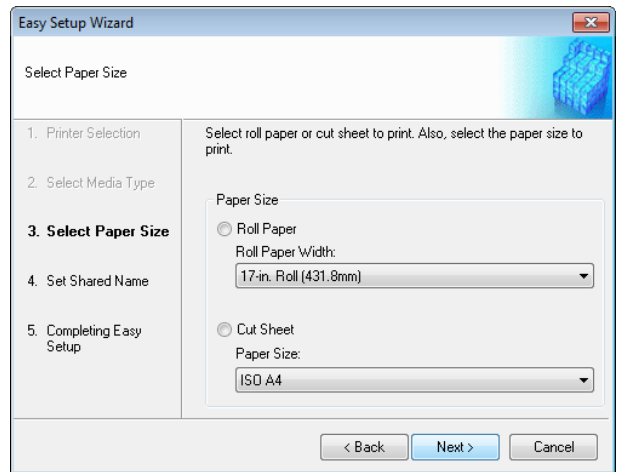 Easy Setup Wizard
Select Paper Size
1. Printer Selection
2. Select Media Type
3. Select Paper Size
4. Set Shared Name
5. Completing Easy
Setup
Select roll paper or cut sheet to print. Also, select the paper size to
print.
Paper Size
Roll Paper
Roll Paper Width:
17-in. Roll (431.8mm)
Cut Sheet
Paper Size:
ISO A4
< Back
Next >
Cancel